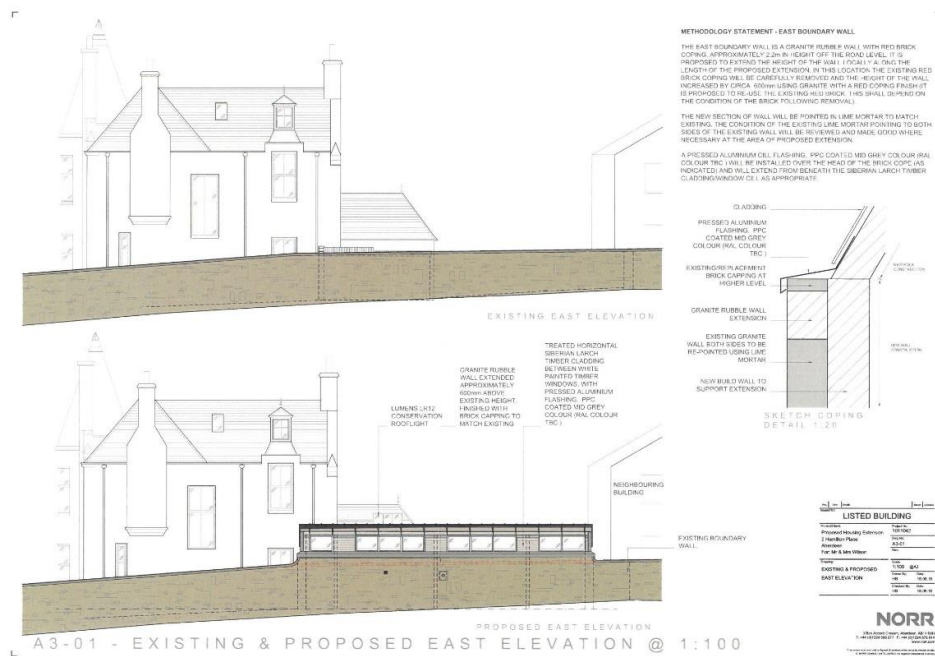 METHODOLOGY STATEMENT - EAST BOUNDARY WALL
THE EAST BOUNDARY WALL IS A GRANITE RUBBLE WALL WITH RED BRICK
COPING, APPROXIMATELY 2.2m IN HEIGHT OFF THE ROAD LEVEL. IT IS
PROPOSED TO EXTEND THE HEIGHT OF THE WALL LOCALLY ALONG THE
LENGTH OF THE PROPOSED EXTENSION. IN THIS LOCATION THE EXISTING RED
BRICK COPING WILL BE CAREFULLY REMOVED AND THE HEIGHT OF THE WALL
INCREASED BY CIRCA 600mm USING GRANITE WITH A RED COPING FINISH (IT
IS PROPOSED TO RE-USE THE EXISTING RED BRICK. THIS SHALL DEPEND ON
THE CONDITION OF THE BRICK FOLLOWING REMOVAL)
THE NEW SECTION OF WALL WILL BE POINTED IN LIME MORTAR TO MATCH
EXISTING. THE CONDITION OF THE EXISTING LIME MORTAR POINTING TO BOTH
SIDES OF THE EXISTING WALL WILL BE REVIEWED AND MADE GOOD WHERE
NECESSARY AT THE AREA OF PROPOSED EXTENSION.
A PRESSED ALUMINIUM CILL FLASHING, PPC COATED MID GREY COLOUR (RAL
COLOUR TBC) WILL BE INSTALLED OVER THE HEAD OF THE BRICK COPE (AS
INDICATED) AND WILL EXTEND FROM BENEATH THE SIBERIAN LARCH TIMBER
CLADDING/WINDOW CILL AS APPROPRIATE.
CLADDING
PRESSED ALUMINIUM
FLASHING, PPC
COATED MID GREY
COLOUR (RAL COLOUR
TBC)
EXISTING/REPLACEMENT
BRICK CAPPING AT
HIGHER LEVEL
GRANITE RUBBLE WALL
EXTENSION
EXISTING GRANITE
WALL BOTH SIDES TO BE
RE-POINTED USING LIME
MORTAR
NEW BUILD WALL TO
SUPPORT EXTENSION
SKETCH COPING
DETAIL 1:20
EXISTING EAST ELEVATION
LUMENS LR12
CONSERVATION
ROOFLIGHT
GRANITE RUBBLE
WALL EXTENDED
APPROXIMATELY
600mm ABOVE
EXISTING HEIGHT.
FINISHED WITH
BRICK CAPPING TO
MATCH EXISTING
TREATED HORIZONTAL
SIBERIAN LARCH
TIMBER CLADDING
BETWEEN WHITE
PAINTED TIMBER
WINDOWS, WITH
PRESSED ALUMINIUM
FLASHING, PPC
COATED MID GREY
COLOUR (RAL COLOUR
TBC)
NEIGHBOURING
BUILDING
EXISTING BOUNDARY
WALL
PROPOSED EAST ELEVATION
A3-01 - EXISTING & PROPOSED EAST ELEVATION @ 1:100
LISTED BUILDING
Proposed Housing Extension
2 Hamilton Place
Aberdeen
For: Mr & Mrs Wilson
A3-01
EXISTING & PROPOSED
EAST ELEVATION
1:100 @A3
NORR